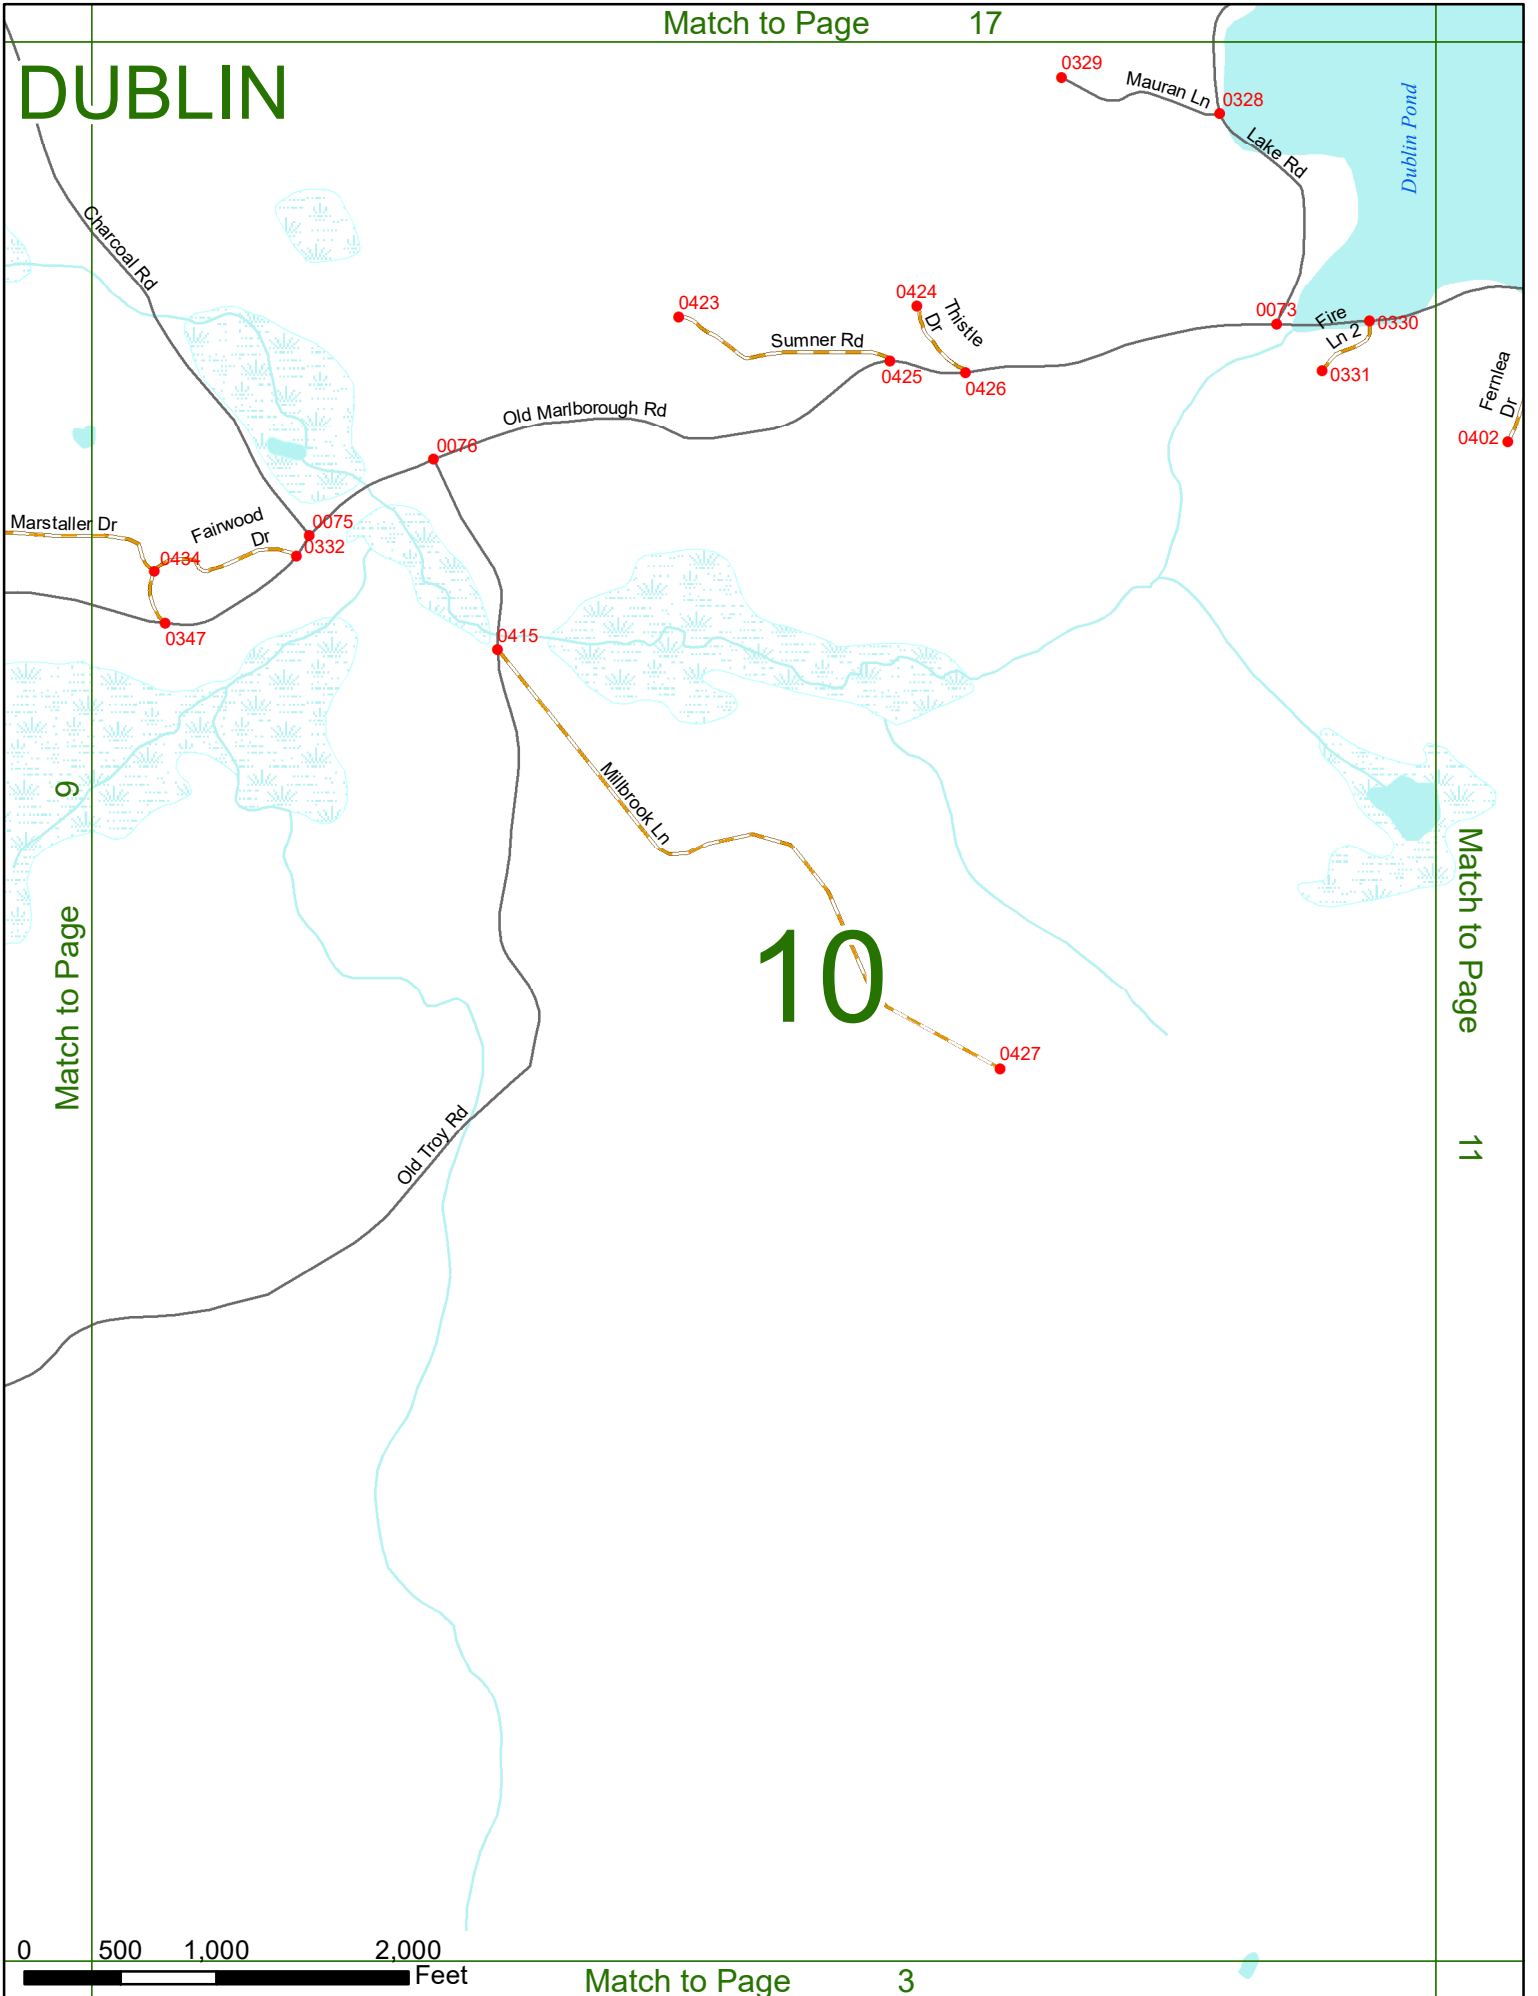 Match to Page 17
DUBLIN
0329
Mauran Ln
0328
Lake Rd
Dublin Pond
Charcoal Rd
0423
0424
Thistle
Dr
0073
Fire
Ln 2
0330
Sumner Rd
0425
0426
0331
Fernlea
Dr
0402
Old Marlborough Rd
0076
Marstaller Dr
Fairwood
Dr
0075
0332
0434
0347
0415
Millbrook Ln
9
Match to Page
Match to Page
11
10
0427
Old Troy Rd
0 500 1,000 2,000
Feet
Match to Page 3